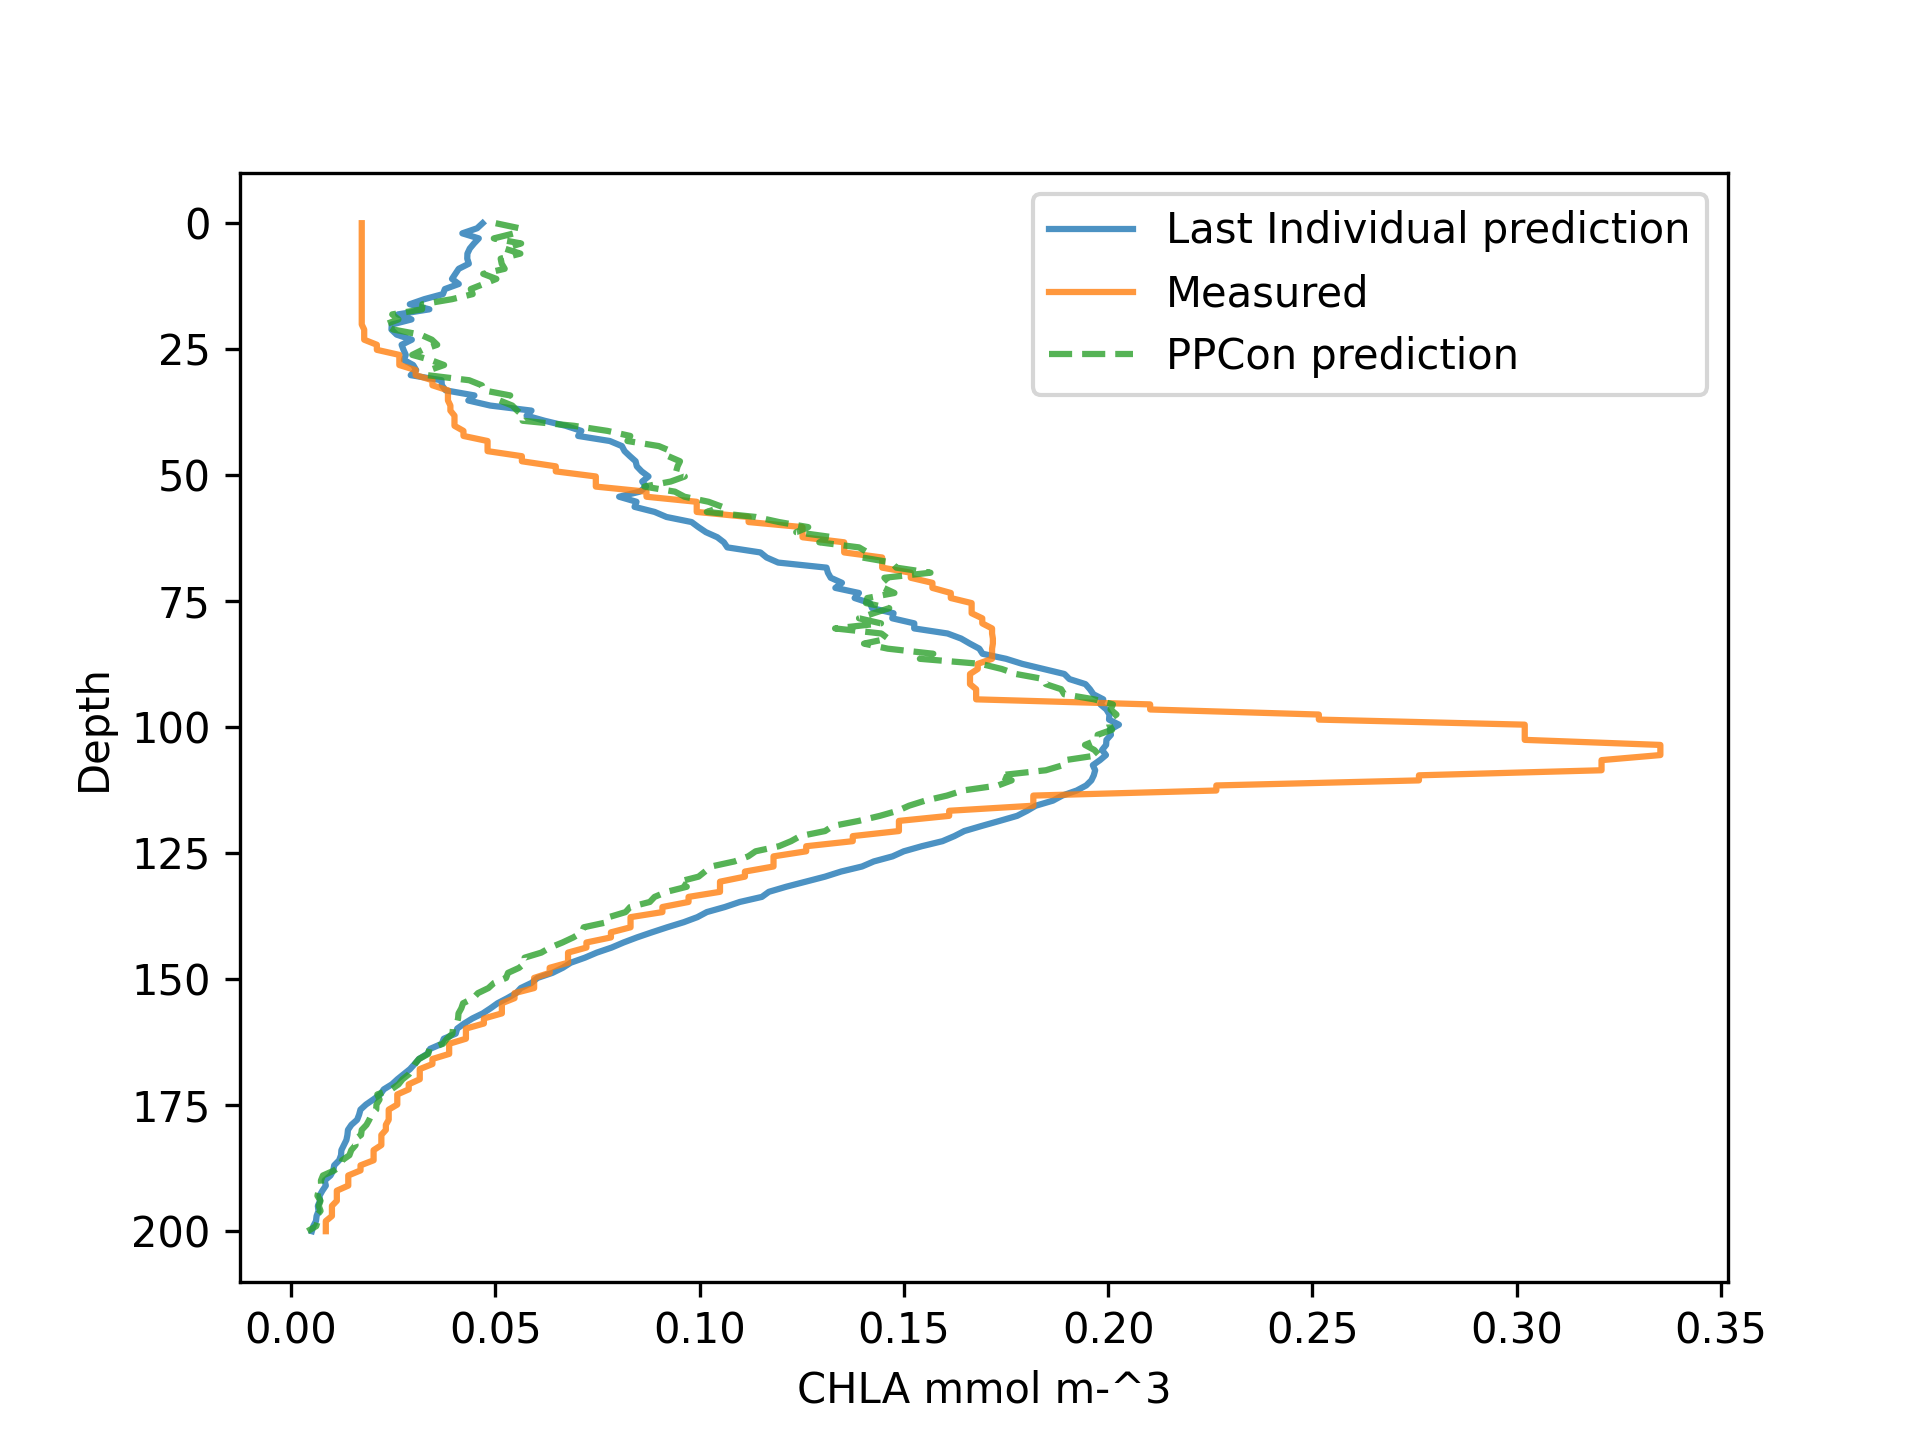 Last Individual prediction
Measured
PPCon prediction
Depth
0
25
50
75
100
125
150
175
200
0.00 0.05 0.10 0.15 0.20 0.25 0.30 0.35
CHLA mmol m-^3